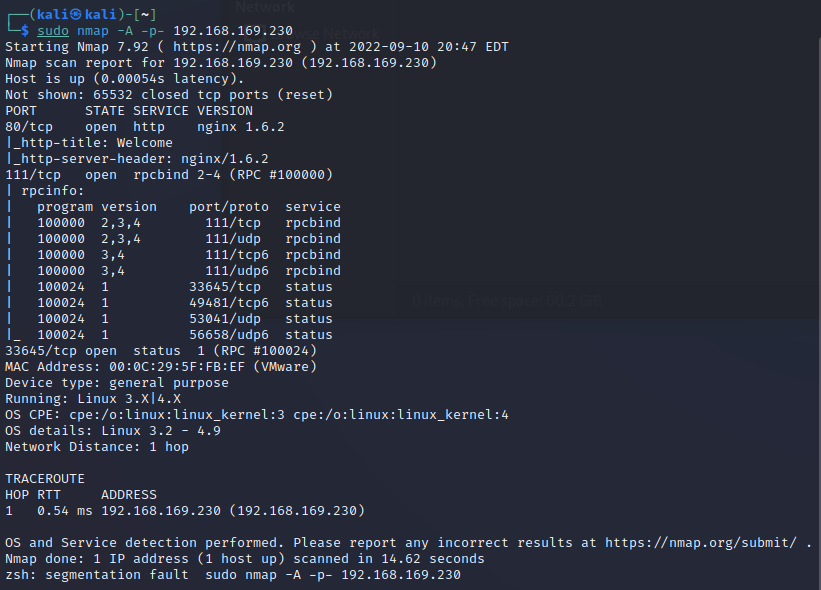 Network
Browse Network
┌──(kali㉿kali)-[~]
└─$ sudo nmap -A -p- 192.168.169.230
Starting Nmap 7.92 ( https://nmap.org ) at 2022-09-10 20:47 EDT
Nmap scan report for 192.168.169.230 (192.168.169.230)
Host is up (0.00054s latency).
Not shown: 65532 closed tcp ports (reset)
PORT      STATE SERVICE VERSION
80/tcp    open  http    nginx 1.6.2
|_http-title: Welcome
|_http-server-header: nginx/1.6.2
111/tcp   open  rpcbind 2-4 (RPC #100000)
| rpcinfo:
|   program version    port/proto  service
|   100000  2,3,4        111/tcp   rpcbind
|   100000  2,3,4        111/udp   rpcbind
|   100000  3,4          111/tcp6  rpcbind
|   100000  3,4          111/udp6  rpcbind
|   100024  1          33645/tcp   status
|   100024  1          49481/tcp6  status
0 items, Free space: 60.2 GiB
|   100024  1          53041/udp   status
|_  100024  1          56658/udp6  status
33645/tcp open  status  1 (RPC #100024)
MAC Address: 00:0C:29:5F:FB:EF (VMware)
Device type: general purpose
Running: Linux 3.X|4.X
OS CPE: cpe:/o:linux:linux_kernel:3 cpe:/o:linux:linux_kernel:4
OS details: Linux 3.2 - 4.9
Network Distance: 1 hop
TRACEROUTE
HOP RTT     ADDRESS
1   0.54 ms 192.168.169.230 (192.168.169.230)
OS and Service detection performed. Please report any incorrect results at https://nmap.org/submit/ .
Nmap done: 1 IP address (1 host up) scanned in 14.62 seconds
zsh: segmentation fault  sudo nmap -A -p- 192.168.169.230